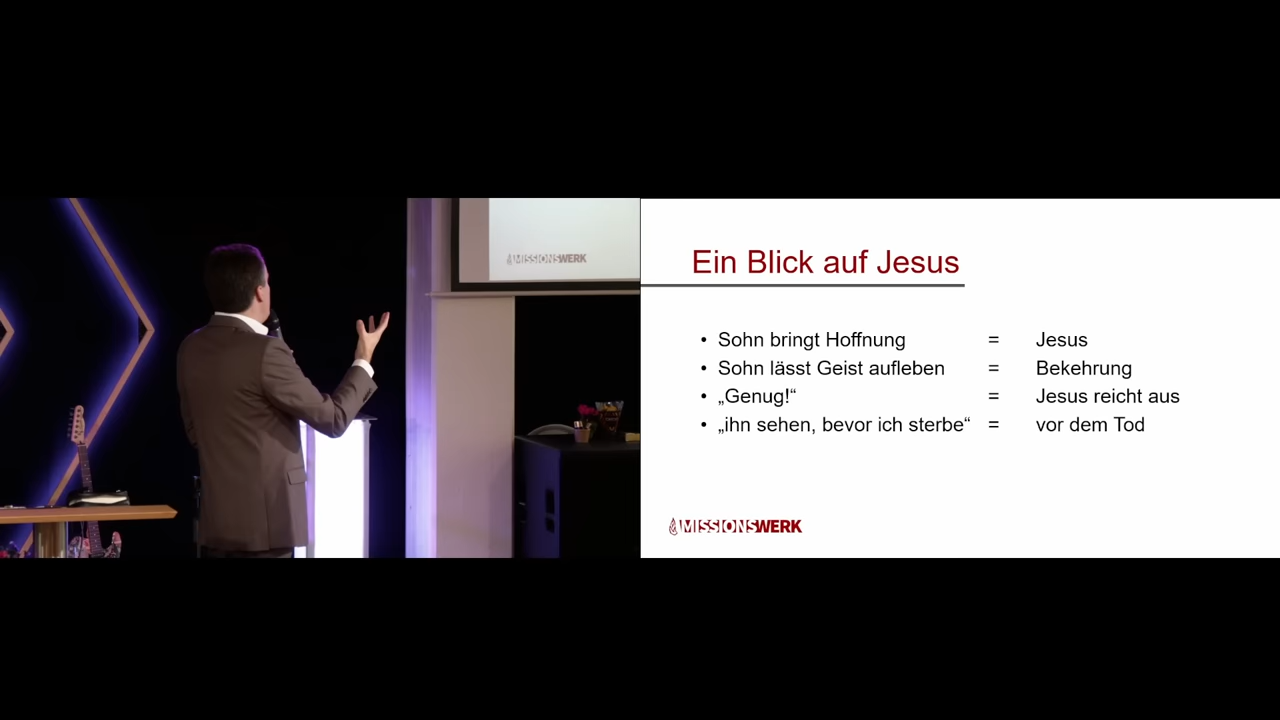 MISSIONSWERK
Ein Blick auf Jesus
• Sohn bringt Hoffnung = Jesus
• Sohn lässt Geist aufleben = Bekehrung
• „Genug!“ = Jesus reicht aus
• „ihn sehen, bevor ich sterbe“ = vor dem Tod
MISSIONSWERK